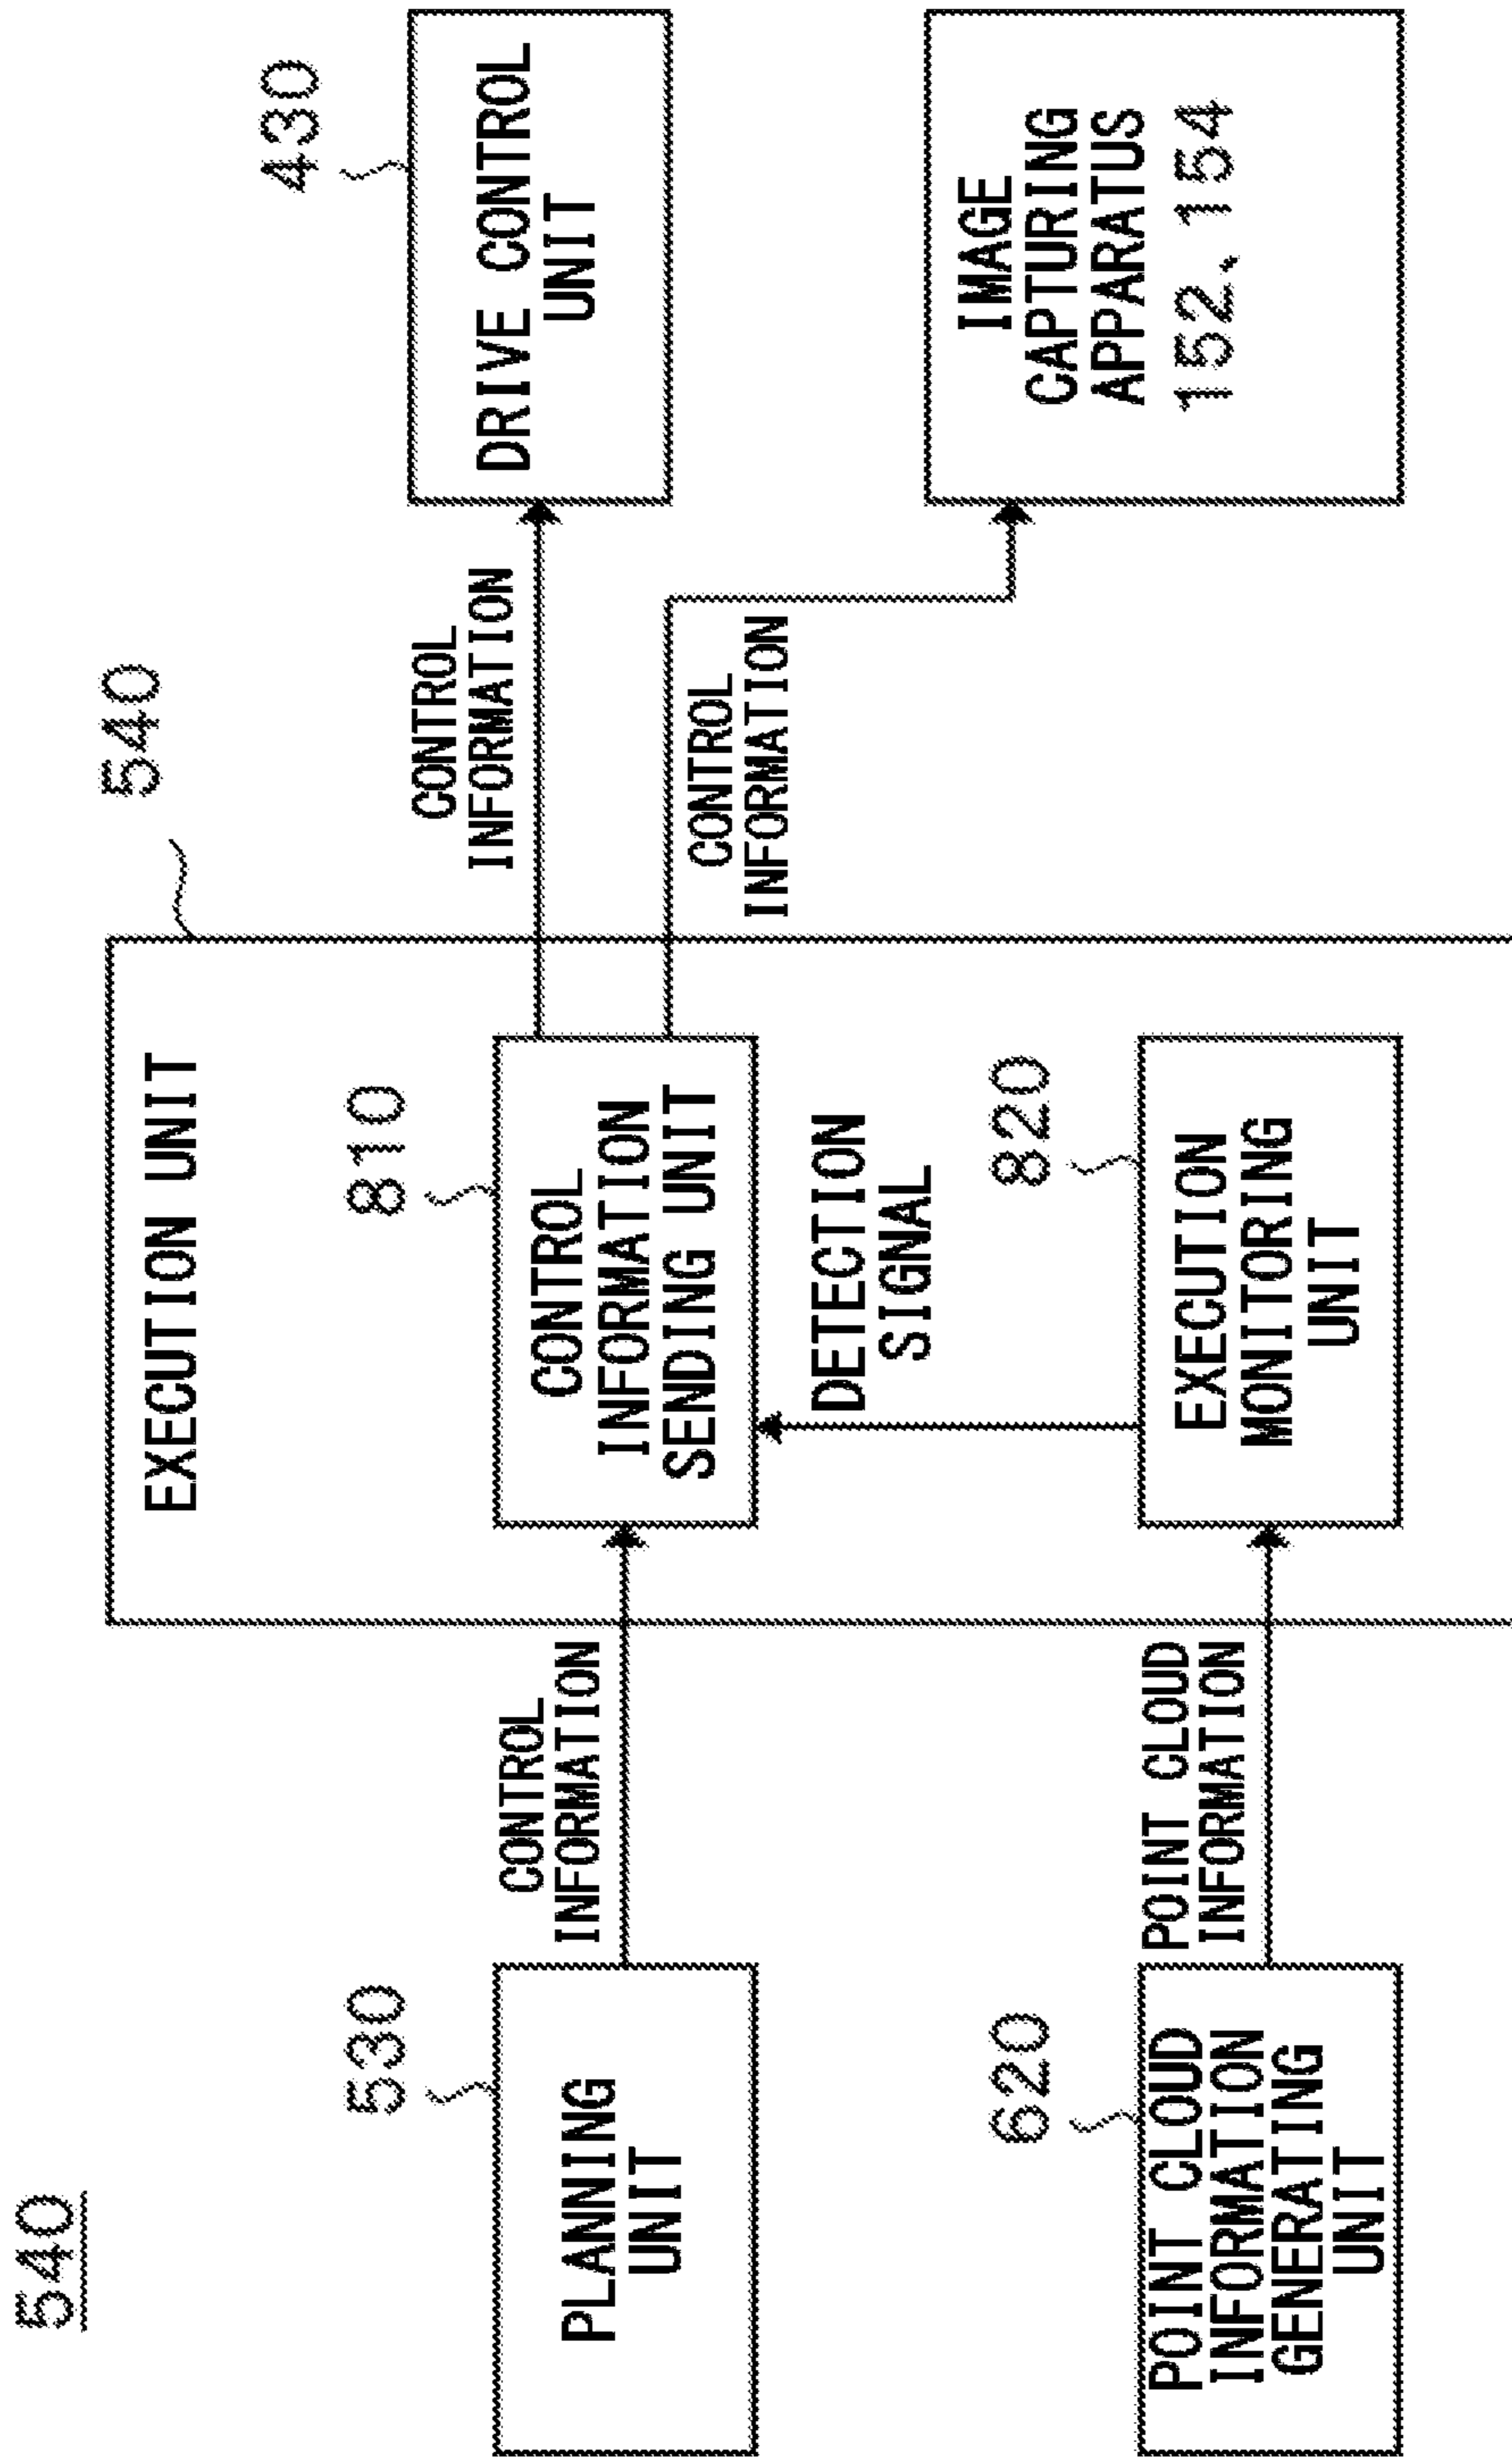 540
540
EXECUTION UNIT
530
PLANNING
UNIT
CONTROL
INFORMATION
810
CONTROL
INFORMATION
SENDING UNIT
CONTROL
INFORMATION
430
DRIVE CONTROL
UNIT
CONTROL
INFORMATION
DETECTION
SIGNAL
620
POINT CLOUD
INFORMATION
GENERATING
UNIT
POINT CLOUD
INFORMATION
820
EXECUTION
MONITORING
UNIT
IMAGE
CAPTURING
APPARATUS
152、154